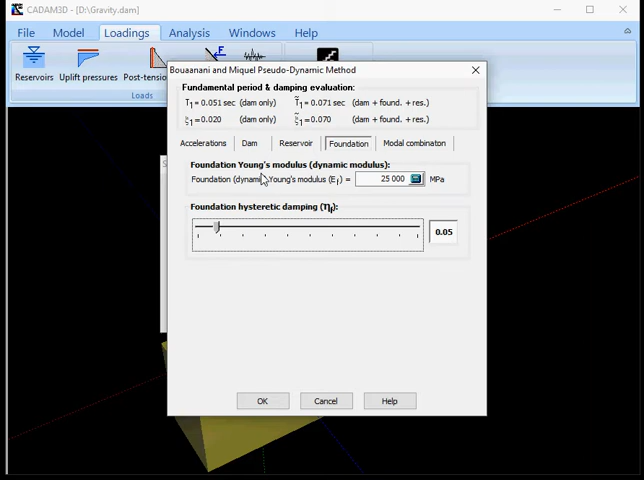 CADAM3D - [D:\Gravity.dam]
File Model Loadings Analysis Windows Help
Reservoirs Uplift pressures Post-tension
Loads
Bouaanani and Miquel Pseudo-Dynamic Method
Fundamental period & damping evaluation:
T1 = 0.051 sec (dam only) T̃1 = 0.071 sec (dam + found. + res.)
ξ1 = 0.020 (dam only) ξ̃1 = 0.070 (dam + found. + res.)
Accelerations Dam Reservoir Foundation Modal combinaton
Foundation Young's modulus (dynamic modulus):
Foundation (dynamic Young's modulus (Ef) = 25 000 MPa
Foundation hysteretic damping (ηf):
0.05
OK Cancel Help